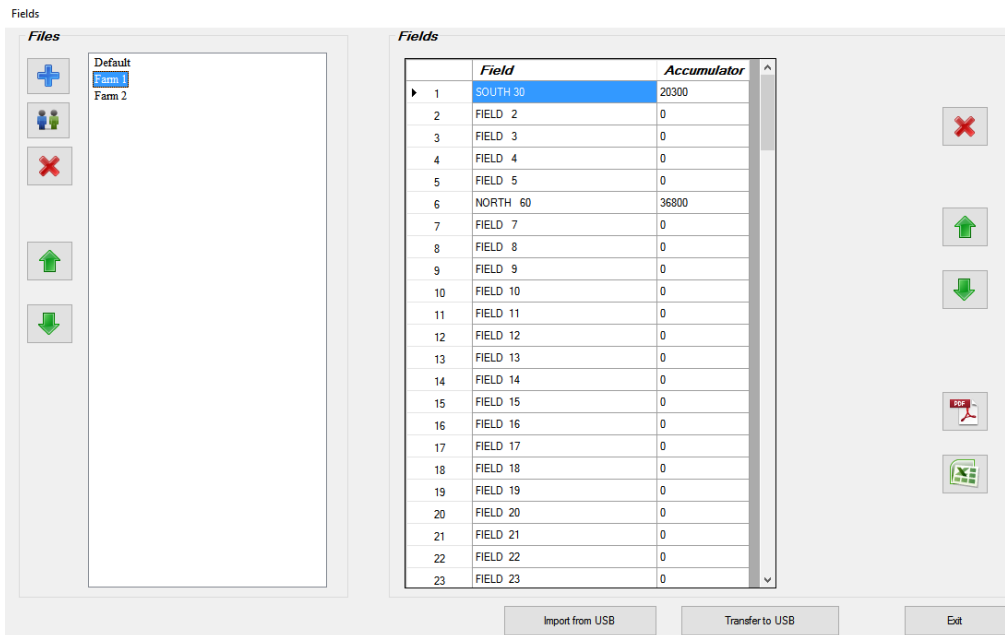 Fields
Files
Default
Farm 1
Farm 2
Fields
Field Accumulator
1 SOUTH 30 20300
2 FIELD 2 0
3 FIELD 3 0
4 FIELD 4 0
5 FIELD 5 0
6 NORTH 60 36800
7 FIELD 7 0
8 FIELD 8 0
9 FIELD 9 0
10 FIELD 10 0
11 FIELD 11 0
12 FIELD 12 0
13 FIELD 13 0
14 FIELD 14 0
15 FIELD 15 0
16 FIELD 16 0
17 FIELD 17 0
18 FIELD 18 0
19 FIELD 19 0
20 FIELD 20 0
21 FIELD 21 0
22 FIELD 22 0
23 FIELD 23 0
PDF
Import from USB Transfer to USB Exit